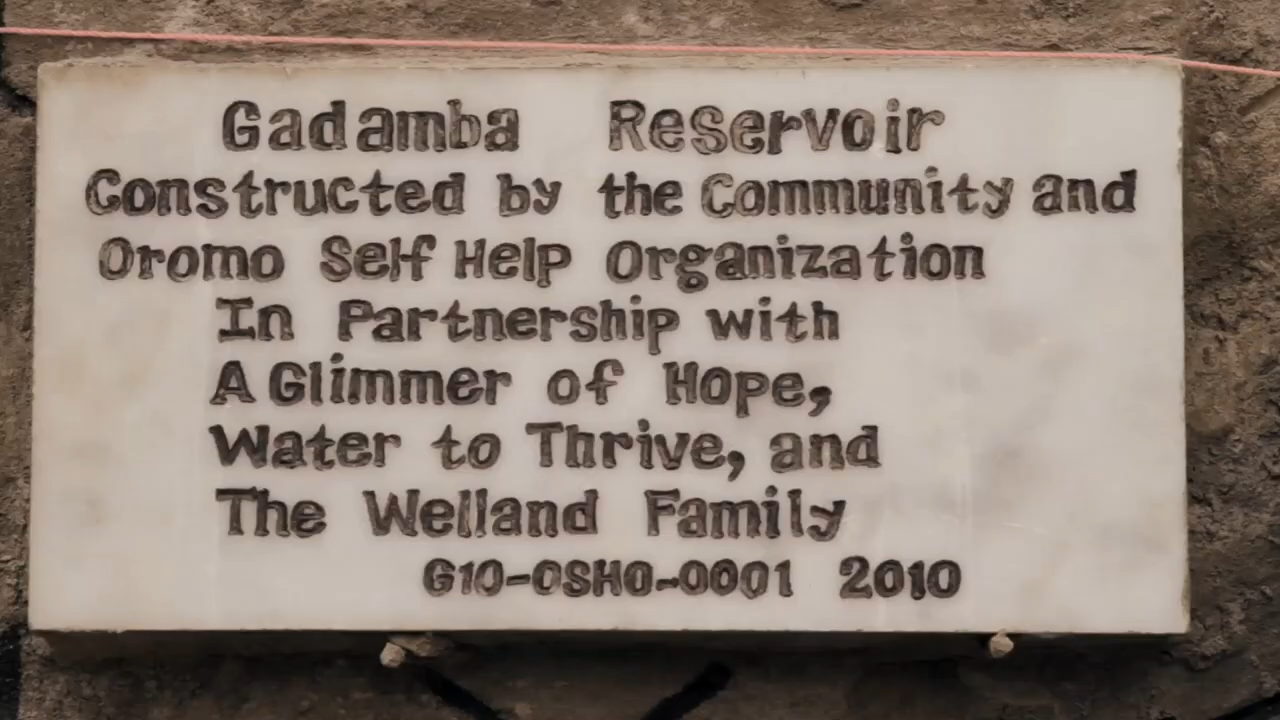 Gadamba Reservoir
Constructed by the Community and
Oromo Self Help Organization
In Partnership with
A Glimmer of Hope,
Water to Thrive, and
The Welland Family
G10-OSHO-0001 2010